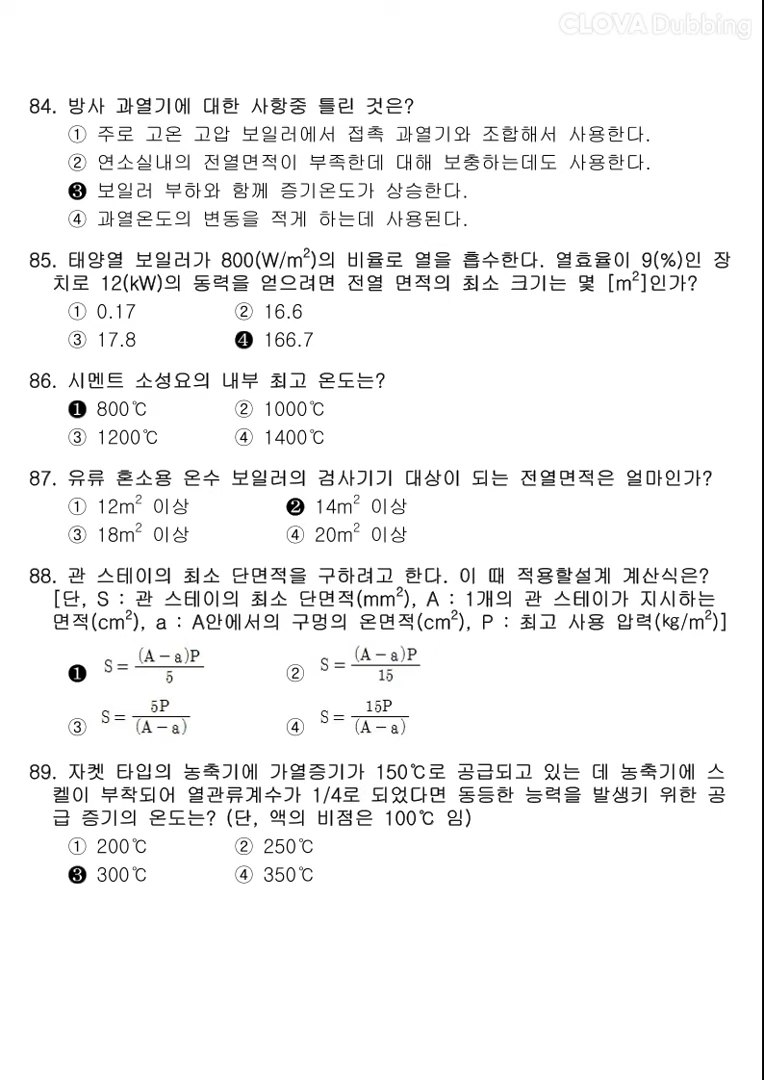 CLOVA Dubbing
84. 방사 과열기에 대한 사항중 틀린 것은?
① 주로 고온 고압 보일러에서 접촉 과열기와 조합해서 사용한다.
② 연소실내의 전열면적이 부족한데 대해 보충하는데도 사용한다.
❸ 보일러 부하와 함께 증기온도가 상승한다.
④ 과열온도의 변동을 적게 하는데 사용된다.
85. 태양열 보일러가 800(W/m²)의 비율로 열을 흡수한다. 열효율이 9(%)인 장
치로 12(kW)의 동력을 얻으려면 전열 면적의 최소 크기는 몇 [m²]인가?
① 0.17 ② 16.6
③ 17.8 ❹ 166.7
86. 시멘트 소성요의 내부 최고 온도는?
❶ 800℃ ② 1000℃
③ 1200℃ ④ 1400℃
87. 유류 혼소용 온수 보일러의 검사기기 대상이 되는 전열면적은 얼마인가?
① 12m² 이상 ❷ 14m² 이상
③ 18m² 이상 ④ 20m² 이상
88. 관 스테이의 최소 단면적을 구하려고 한다. 이 때 적용할설계 계산식은?
[단, S : 관 스테이의 최소 단면적(mm²), A : 1개의 관 스테이가 지시하는
면적(cm²), a : A안에서의 구멍의 온면적(cm²), P : 최고 사용 압력(kg/m²)]
❶ S = (A − a)P / 5 ② S = (A − a)P / 15
③ S = 5P / (A − a) ④ S = 15P / (A − a)
89. 자켓 타입의 농축기에 가열증기가 150℃로 공급되고 있는 데 농축기에 스
켈이 부착되어 열관류계수가 1/4로 되었다면 동등한 능력을 발생키 위한 공
급 증기의 온도는? (단, 액의 비점은 100℃ 임)
① 200℃ ② 250℃
❸ 300℃ ④ 350℃